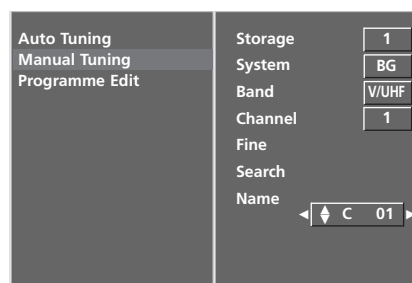 Auto Tuning
Manual Tuning
Programme Edit
Storage 1
System BG
Band V/UHF
Channel 1
Fine
Search
Name
C 01